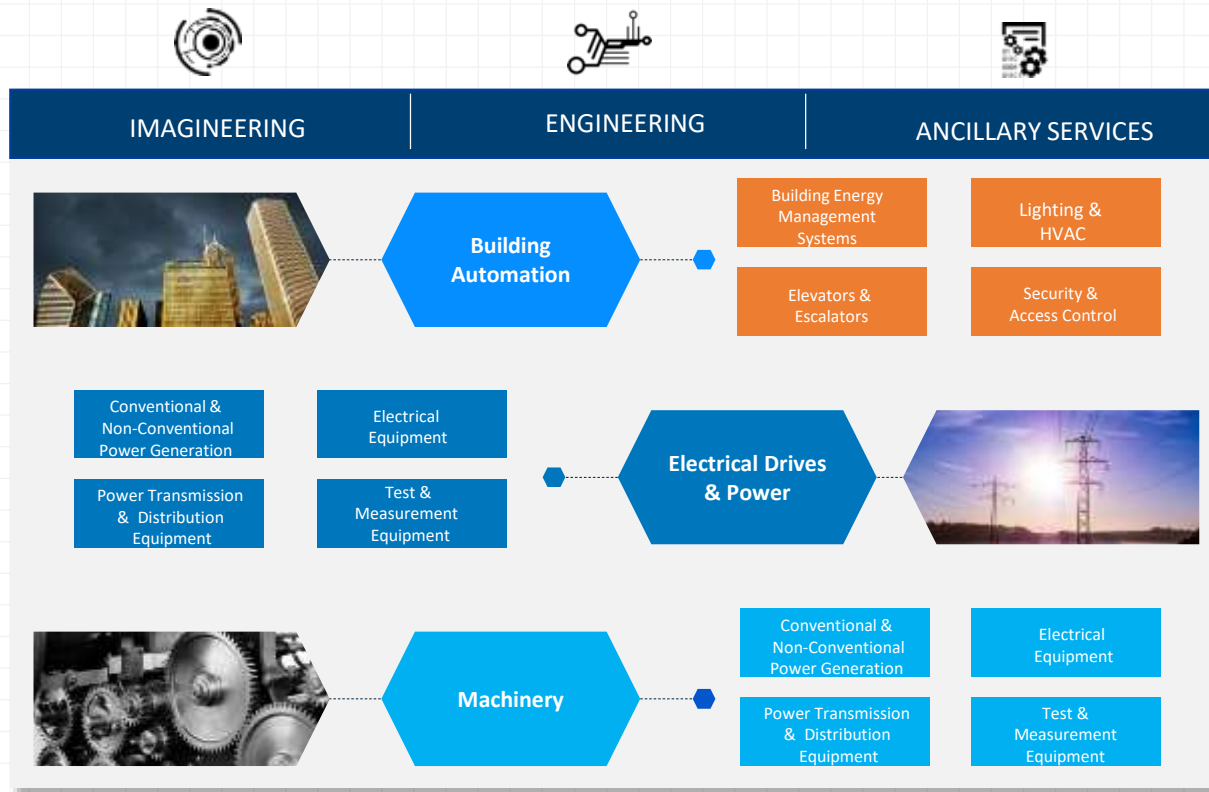 IMAGINEERING
ENGINEERING
ANCILLARY SERVICES
Building
Automation
Building Energy
Management
Systems
Lighting &
HVAC
Elevators &
Escalators
Security &
Access Control
Conventional &
Non-Conventional
Power Generation
Electrical
Equipment
Power Transmission
& Distribution
Equipment
Test &
Measurement
Equipment
Electrical Drives
& Power
Machinery
Conventional &
Non-Conventional
Power Generation
Electrical
Equipment
Power Transmission
& Distribution
Equipment
Test &
Measurement
Equipment